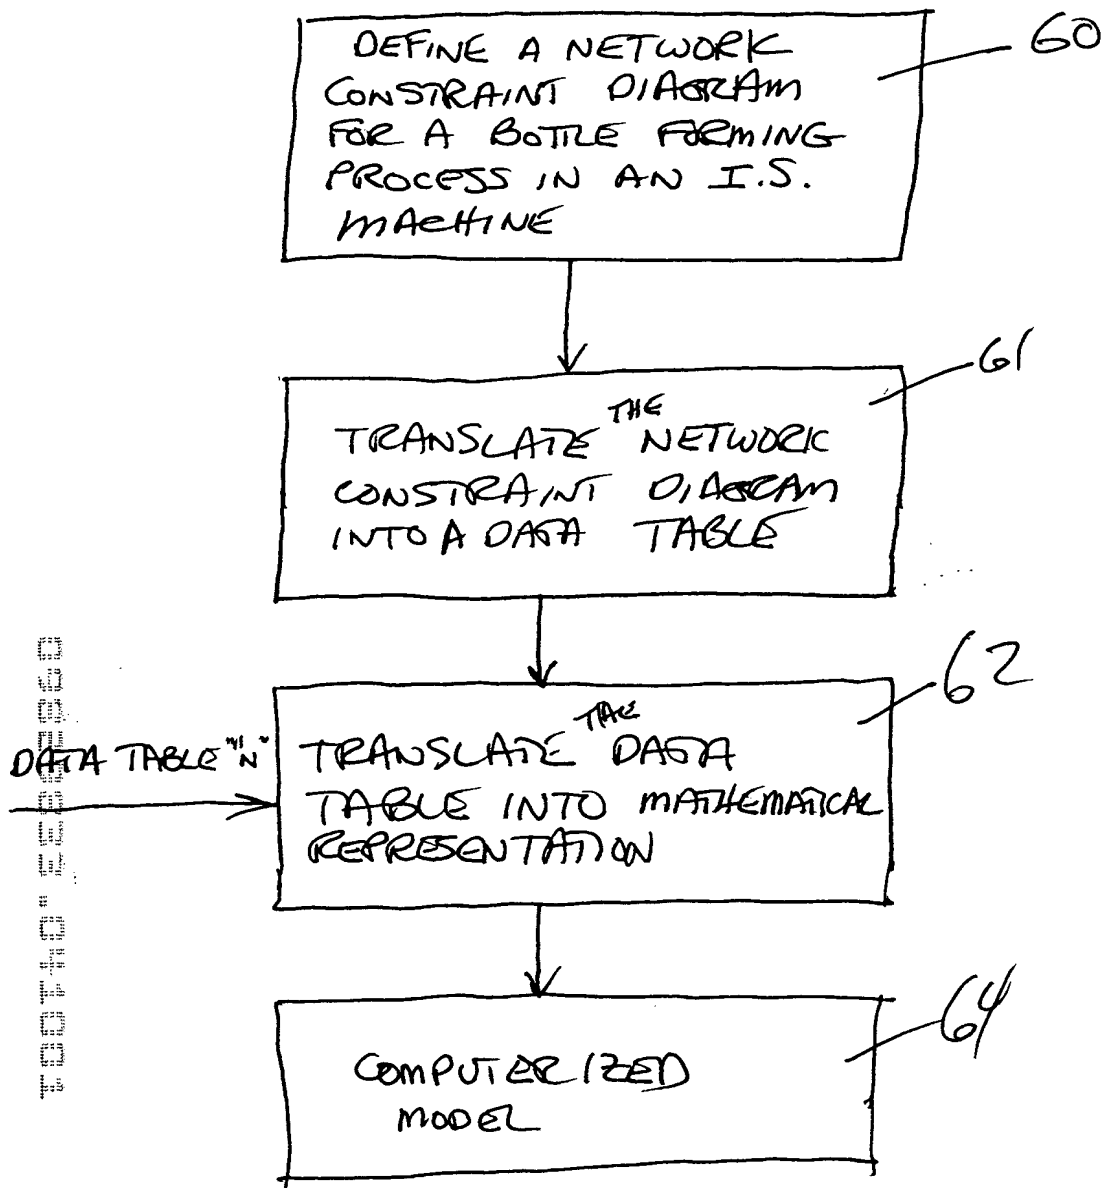 DEFINE A NETWORK
CONSTRAINT DIAGRAM
FOR A BOTTLE FORMING
PROCESS IN AN I.S.
MACHINE
60
TRANSLATE THE NETWORK
CONSTRAINT DIAGRAM
INTO A DATA TABLE
61
DATA TABLE "N"
TRANSLATE THE DATA
TABLE INTO MATHEMATICAL
REPRESENTATION
62
COMPUTERIZED
MODEL
64